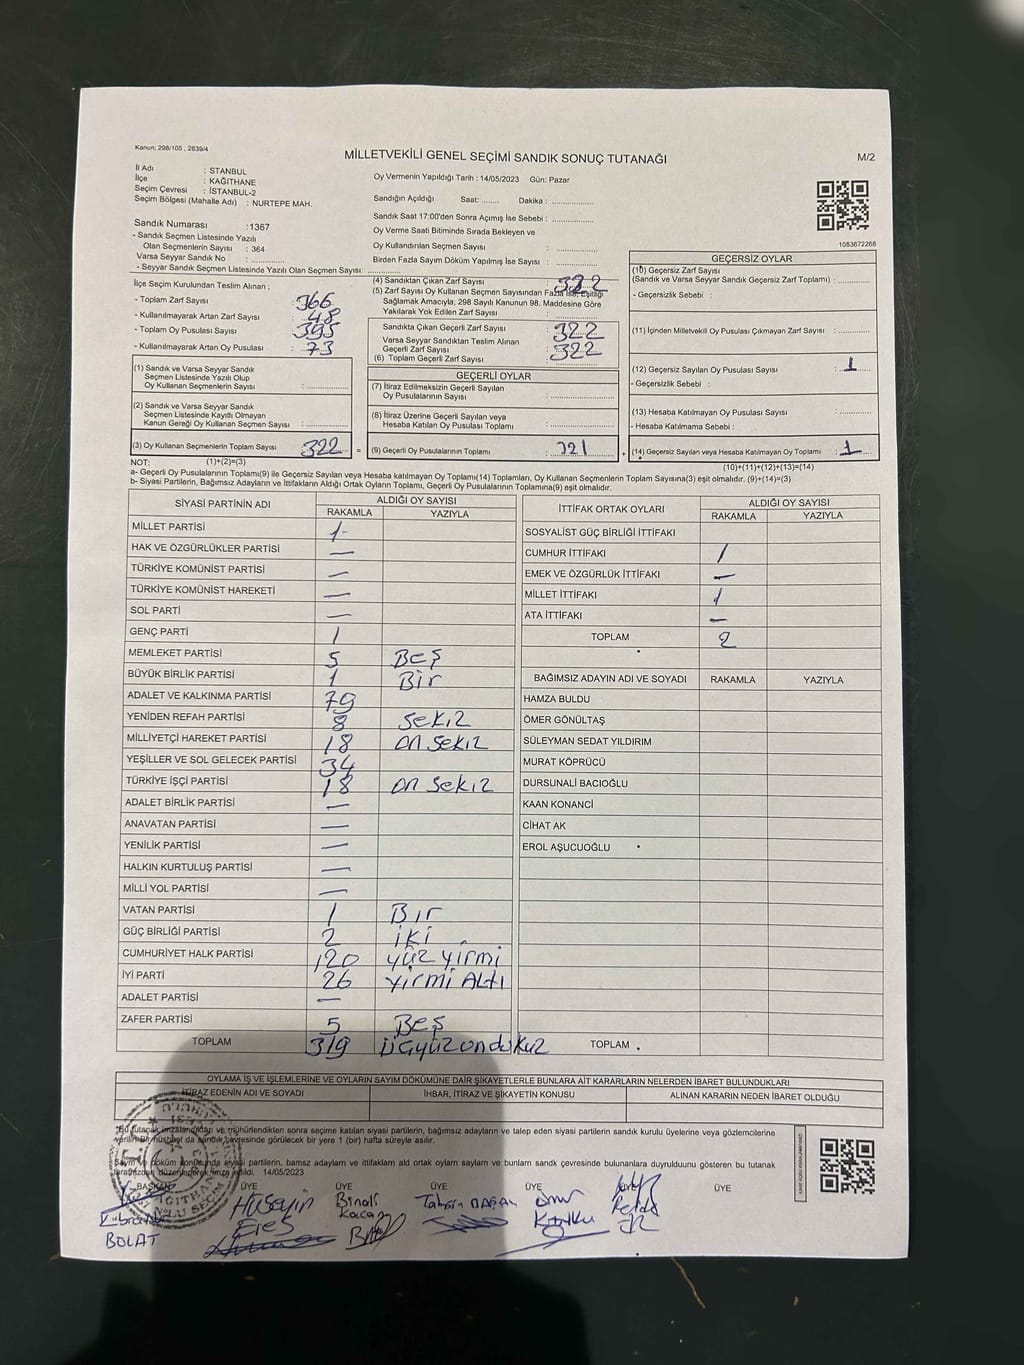 Kanun: 298/105 , 2839/4
MİLLETVEKİLİ GENEL SEÇİMİ SANDIK SONUÇ TUTANAĞI
M/2
İl Adı : STANBUL
İlçe : KAĞITHANE
Seçim Çevresi : İSTANBUL-2
Seçim Bölgesi (Mahalle Adı) : NURTEPE MAH.
Sandık Numarası :1367
- Sandık Seçmen Listesinde Yazılı
Olan Seçmenlerin Sayısı : 364
Varsa Seyyar Sandık No :
- Seyyar Sandık Seçmen Listesinde Yazılı Olan Seçmen Sayısı:
Oy Vermenin Yapıldığı Tarih : 14/05/2023 Gün: Pazar
Sandığın Açıldığı Saat: Dakika :
Sandık Saat 17:00'den Sonra Açımış İse Sebebi :
Oy Verme Saati Bitiminde Sırada Bekleyen ve
Oy Kullandırılan Seçmen Sayısı :
Birden Fazla Sayım Döküm Yapılmış İse Sayısı :
1083672268
İlçe Seçim Kurulundan Teslim Alınan ;
- Toplam Zarf Sayısı : 366
- Kullanılmayarak Artan Zarf Sayısı : 48
- Toplam Oy Pusulası Sayısı : 395
- Kullanılmayarak Artan Oy Pusulası : 73
(4) Sandıktan Çıkan Zarf Sayısı : 322
(5) Zarf Sayısı Oy Kullanan Seçmen Sayısından Fazla İse, Eşitliği
Sağlamak Amacıyla; 298 Sayılı Kanunun 98. Maddesine Göre
Yakılarak Yok Edilen Zarf Sayısı :
Sandıkta Çıkan Geçerli Zarf Sayısı : 322
Varsa Seyyar Sandıktan Teslim Alınan
Geçerli Zarf Sayısı : 322
(6) Toplam Geçerli Zarf Sayısı :
GEÇERSİZ OYLAR
(10) Geçersiz Zarf Sayısı
(Sandık ve Varsa Seyyar Sandık Geçersiz Zarf Toplamı) :
- Geçersizlik Sebebi :
(11) İçinden Milletvekili Oy Pusulası Çıkmayan Zarf Sayısı :
(12) Geçersiz Sayılan Oy Pusulası Sayısı : 1
- Geçersizlik Sebebi :
(13) Hesaba Katılmayan Oy Pusulası Sayısı :
- Hesaba Katılmama Sebebi :
(14) Geçersiz Sayılan veya Hesaba Katılmayan Oy Toplamı : 1
(10)+(11)+(12)+(13)=(14)
(1) Sandık ve Varsa Seyyar Sandık
Seçmen Listesinde Yazılı Olup
Oy Kullanan Seçmenlerin Sayısı :
(2) Sandık ve Varsa Seyyar Sandık
Seçmen Listesinde Kayıtlı Olmayan
Kanun Gereği Oy Kullanan Seçmen Sayısı :
(3) Oy Kullanan Seçmenlerin Toplam Sayısı : 322 =
(1)+(2)=(3)
GEÇERLİ OYLAR
(7) İtiraz Edilmeksizin Geçerli Sayılan
Oy Pusulalarının Sayısı :
(8) İtiraz Üzerine Geçerli Sayılan veya
Hesaba Katılan Oy Pusulası Toplamı :
(9) Geçerli Oy Pusulalarının Toplamı : 321 +
NOT:
a- Geçerli Oy Pusulalarının Toplamı(9) ile Geçersiz Sayılan veya Hesaba katılmayan Oy Toplamı(14) Toplamları, Oy Kullanan Seçmenlerin Toplam Sayısına(3) eşit olmalıdır. (9)+(14)=(3)
b- Siyasi Partilerin, Bağımsız Adayların ve İttifakların Aldığı Ortak Oyların Toplamı, Geçerli Oy Pusulalarının Toplamına(9) eşit olmalıdır.
SİYASİ PARTİNİN ADI ALDIĞI OY SAYISI
RAKAMLA YAZIYLA
MİLLET PARTİSİ 1
HAK VE ÖZGÜRLÜKLER PARTİSİ —
TÜRKİYE KOMÜNİST PARTİSİ —
TÜRKİYE KOMÜNİST HAREKETİ —
SOL PARTİ —
GENÇ PARTİ 1
MEMLEKET PARTİSİ 5 BEŞ
BÜYÜK BİRLİK PARTİSİ 1 Bir
ADALET VE KALKINMA PARTİSİ 79
YENİDEN REFAH PARTİSİ 8 Sekiz
MİLLİYETÇİ HAREKET PARTİSİ 18 on sekiz
YEŞİLLER VE SOL GELECEK PARTİSİ 34
TÜRKİYE İŞÇİ PARTİSİ 18 on sekiz
ADALET BİRLİK PARTİSİ —
ANAVATAN PARTİSİ —
YENİLİK PARTİSİ —
HALKIN KURTULUŞ PARTİSİ —
MİLLİ YOL PARTİSİ —
VATAN PARTİSİ 1 Bır
GÜÇ BİRLİĞİ PARTİSİ 2 iki
CUMHURİYET HALK PARTİSİ 120 yüz yirmi
İYİ PARTİ 26 yirmi Altı
ADALET PARTİSİ —
ZAFER PARTİSİ 5 BEŞ
TOPLAM 319 üçyüzondokuz
İTTİFAK ORTAK OYLARI ALDIĞI OY SAYISI
RAKAMLA YAZIYLA
SOSYALİST GÜÇ BİRLİĞİ İTTİFAKI
CUMHUR İTTİFAKI 1
EMEK VE ÖZGÜRLÜK İTTİFAKI —
MİLLET İTTİFAKI 1
ATA İTTİFAKI —
TOPLAM 2
BAĞIMSIZ ADAYIN ADI VE SOYADI RAKAMLA YAZIYLA
HAMZA BULDU
ÖMER GÖNÜLTAŞ
SÜLEYMAN SEDAT YILDIRIM
MURAT KÖPRÜCÜ
DURSUNALİ BACIOĞLU
KAAN KONANCİ
CİHAT AK
EROL AŞUCUOĞLU
TOPLAM
OYLAMA İŞ VE İŞLEMLERİNE VE OYLARIN SAYIM DÖKÜMÜNE DAİR ŞİKAYETLERLE BUNLARA AİT KARARLARIN NELERDEN İBARET BULUNDUKLARI
İTİRAZ EDENİN ADI VE SOYADI İHBAR, İTİRAZ VE ŞİKAYETİN KONUSU ALINAN KARARIN NEDEN İBARET OLDUĞU
Bu tutanak imzalandıktan ve mühürlendikten sonra seçime katılan siyasi partilerin, bağımsız adayların ve talep eden siyasi partilerin sandık kurulu üyelerine veya gözlemcilerine
verilir. Bir nüshası da sandık çevresinde görülecek bir yere 1 (bir) hafta süreyle asılır.
Sayım ve döküm sonusunda siyasi partilerin, bamsz adaylarn ve ittifaklarn ald ortak oylarn saylarn ve bunlarn sandk çevresinde bulunanlara duyrulduunu gösteren bu tutanak
tarafmzdan düzenlenerek imza edildi. 14/05/2023
BAŞKAN ÜYE ÜYE ÜYE ÜYE ÜYE ÜYE
BOLAT
Hüseyin
Binali